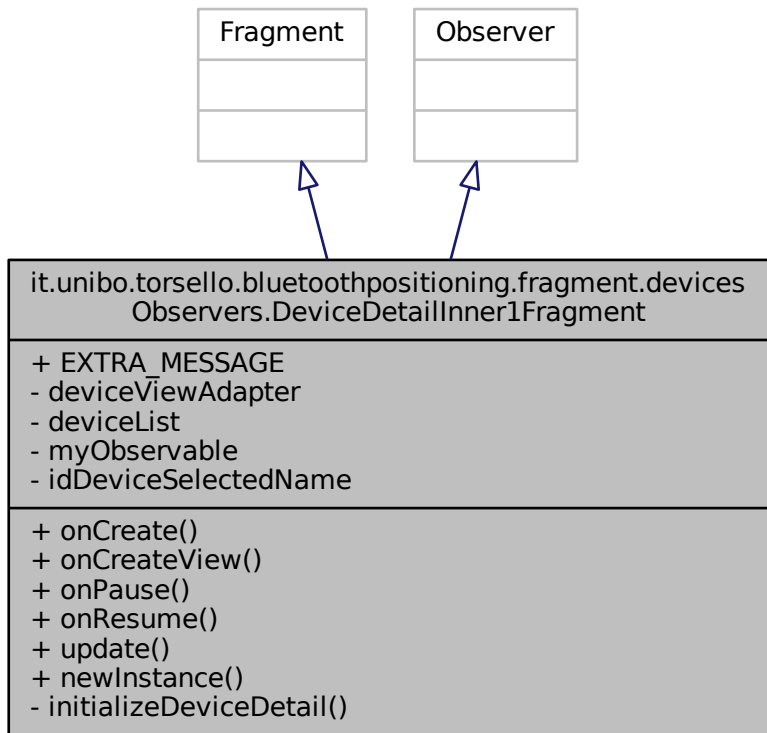 Fragment
Observer
it.unibo.torsello.bluetoothpositioning.fragment.devices
Observers.DeviceDetailInner1Fragment
+ EXTRA_MESSAGE
- deviceViewAdapter
- deviceList
- myObservable
- idDeviceSelectedName
+ onCreate()
+ onCreateView()
+ onPause()
+ onResume()
+ update()
+ newInstance()
- initializeDeviceDetail()